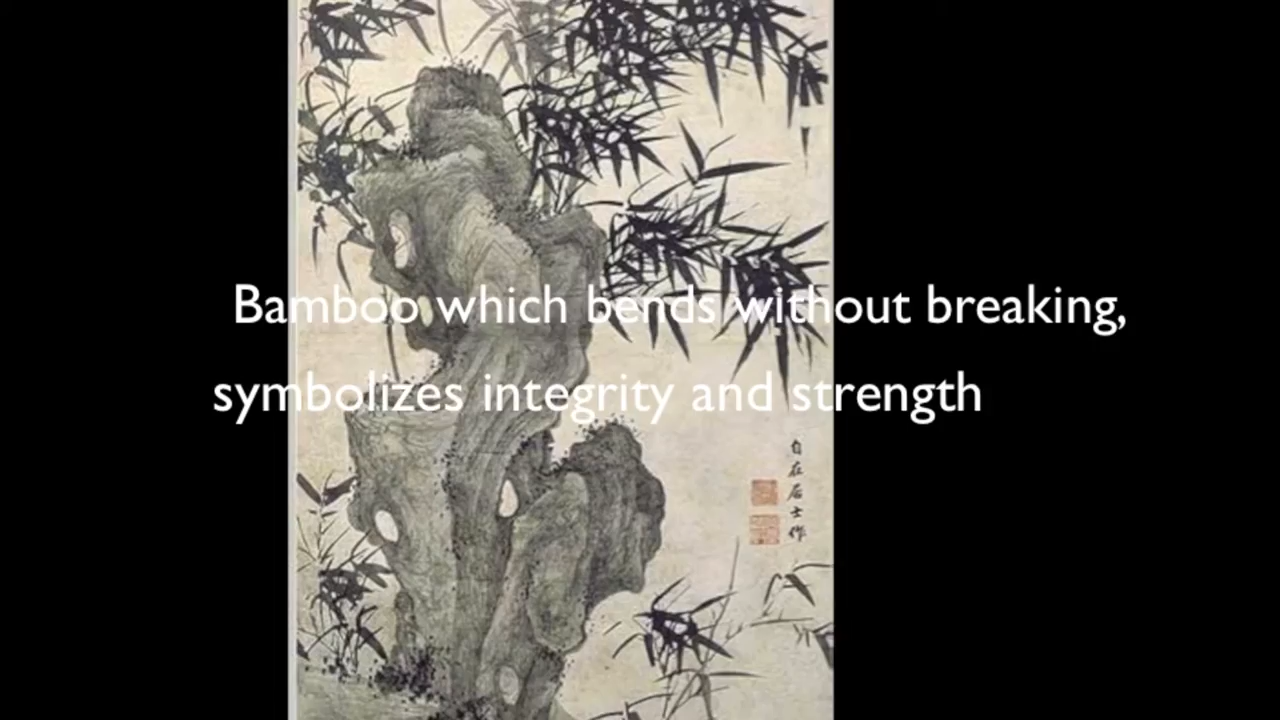 Bamboo which bends without breaking,
symbolizes integrity and strength
自在居士作